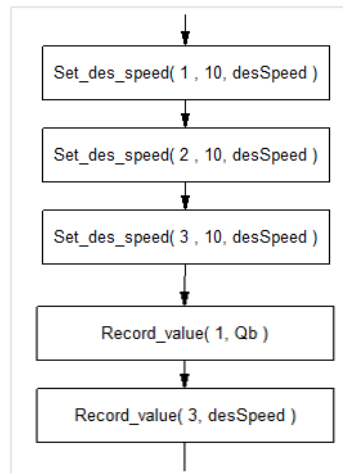 Set_des_speed( 1 , 10, desSpeed )
Set_des_speed( 2 , 10, desSpeed )
Set_des_speed( 3 , 10, desSpeed )
Record_value( 1, Qb )
Record_value( 3, desSpeed )